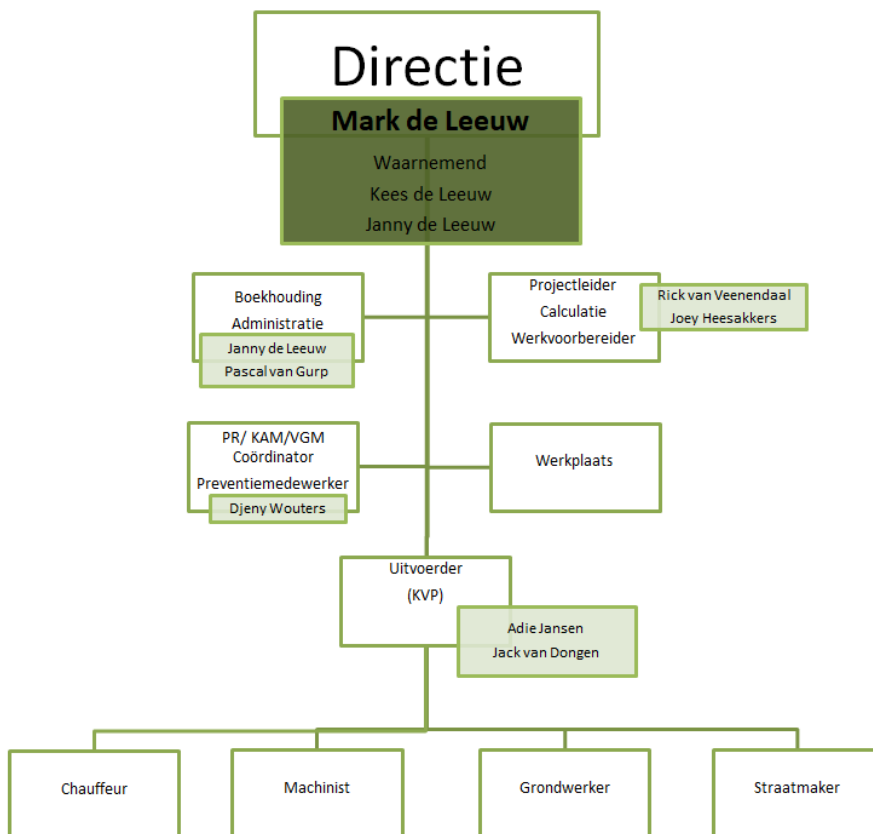 Directie
Mark de Leeuw
Waarnemend
Kees de Leeuw
Janny de Leeuw
Boekhouding
Administratie
Janny de Leeuw
Pascal van Gurp
Projectleider
Calculatie
Werkvoorbereider
Rick van Veenendaal
Joey Heesakkers
PR/ KAM/VGM
Coördinator
Preventiemedewerker
Djeny Wouters
Werkplaats
Uitvoerder
(KVP)
Adie Jansen
Jack van Dongen
Chauffeur
Machinist
Grondwerker
Straatmaker